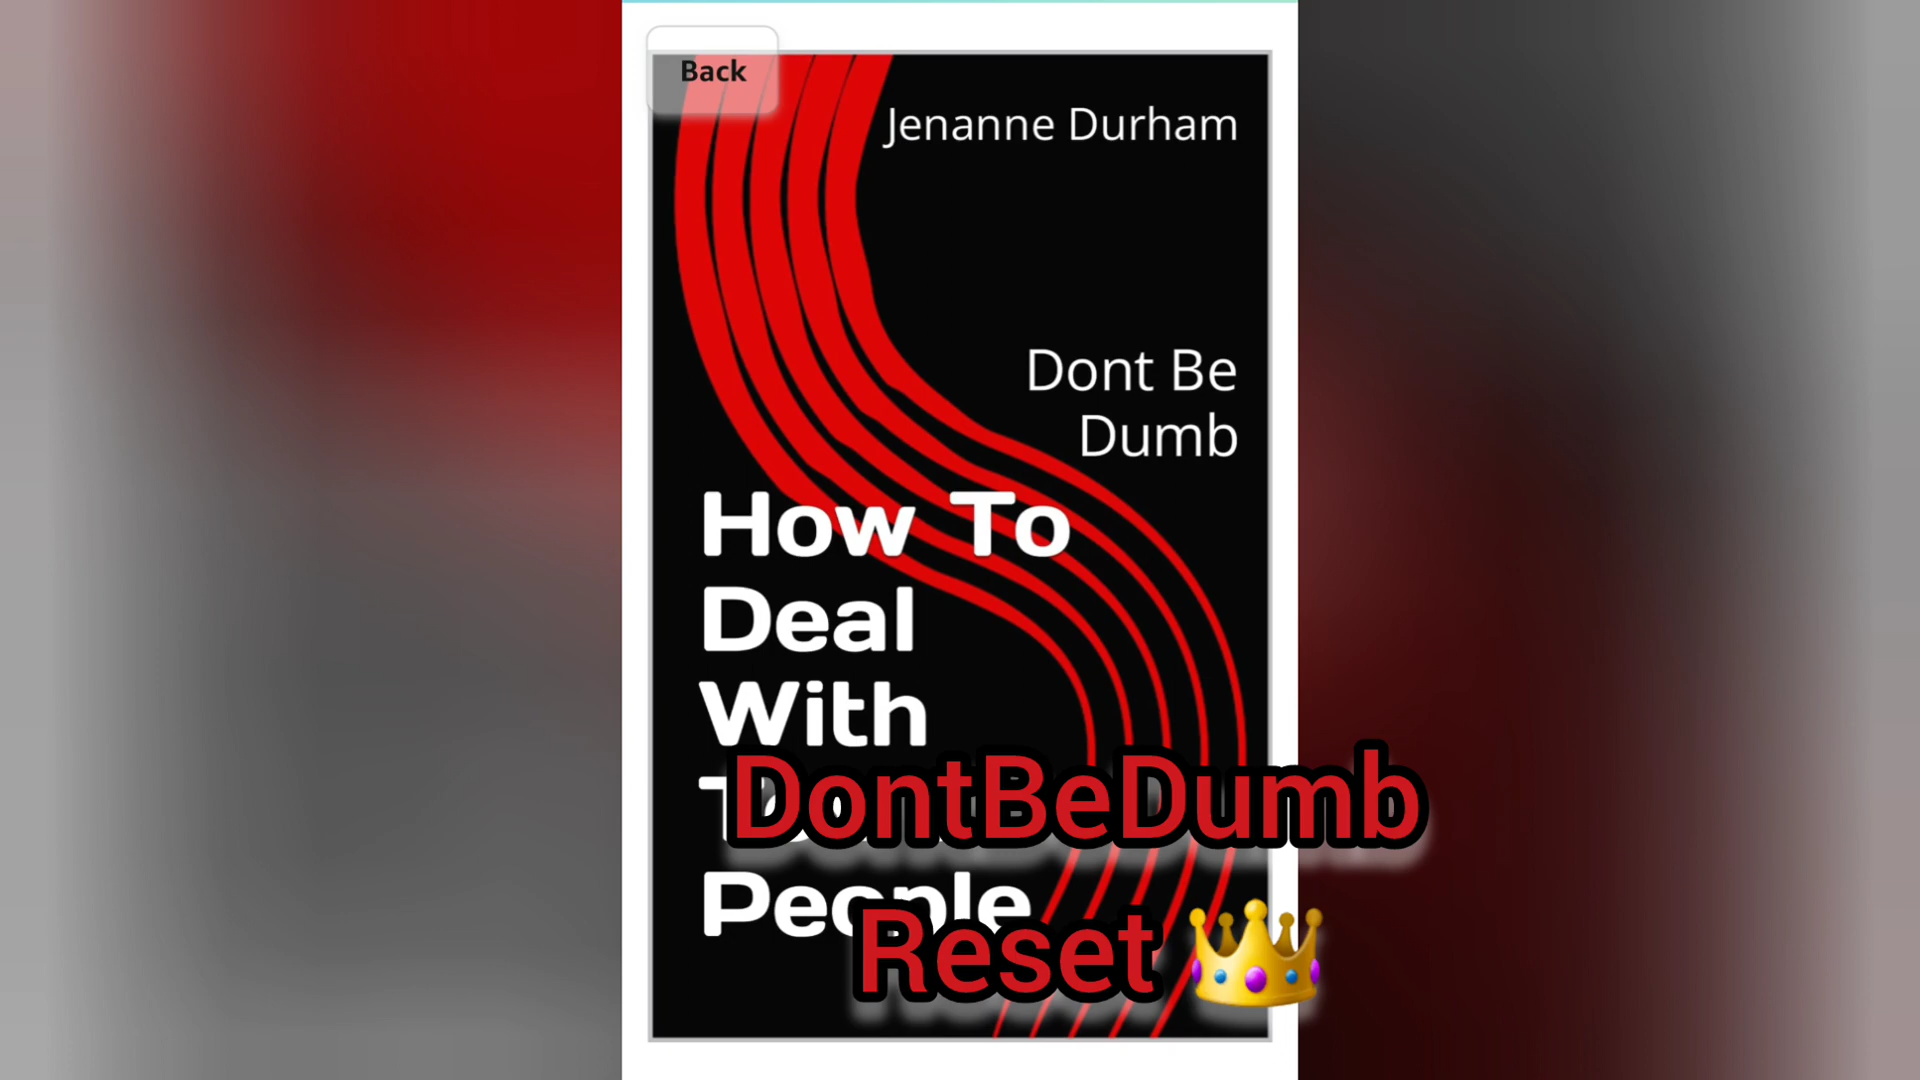 Back
Jenanne Durham
Dont Be
Dumb
How To
Deal
With
DontBeDumb
People
Reset